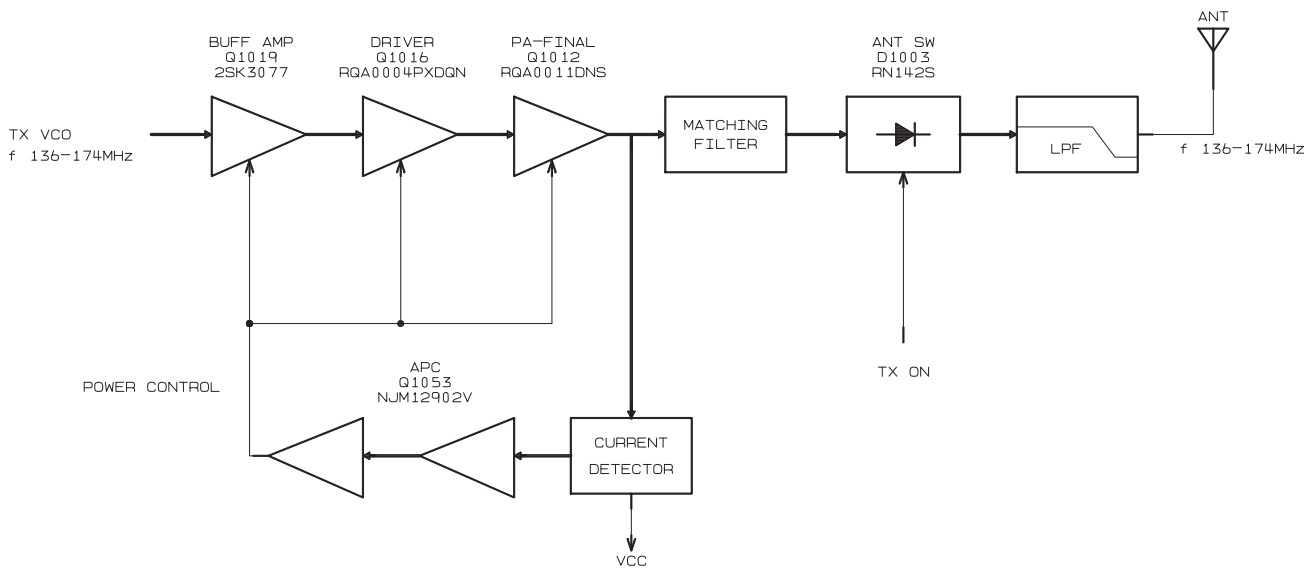 ANT
BUFF AMP
Q1019
2SK3077
DRIVER
Q1016
RQA0004PXDQN
PA-FINAL
Q1012
RQA0011DNS
ANT SW
D1003
RN142S
TX VCO
f 136-174MHz
MATCHING
FILTER
LPF
f 136-174MHz
TX ON
POWER CONTROL
APC
Q1053
NJM12902V
CURRENT
DETECTOR
VCC